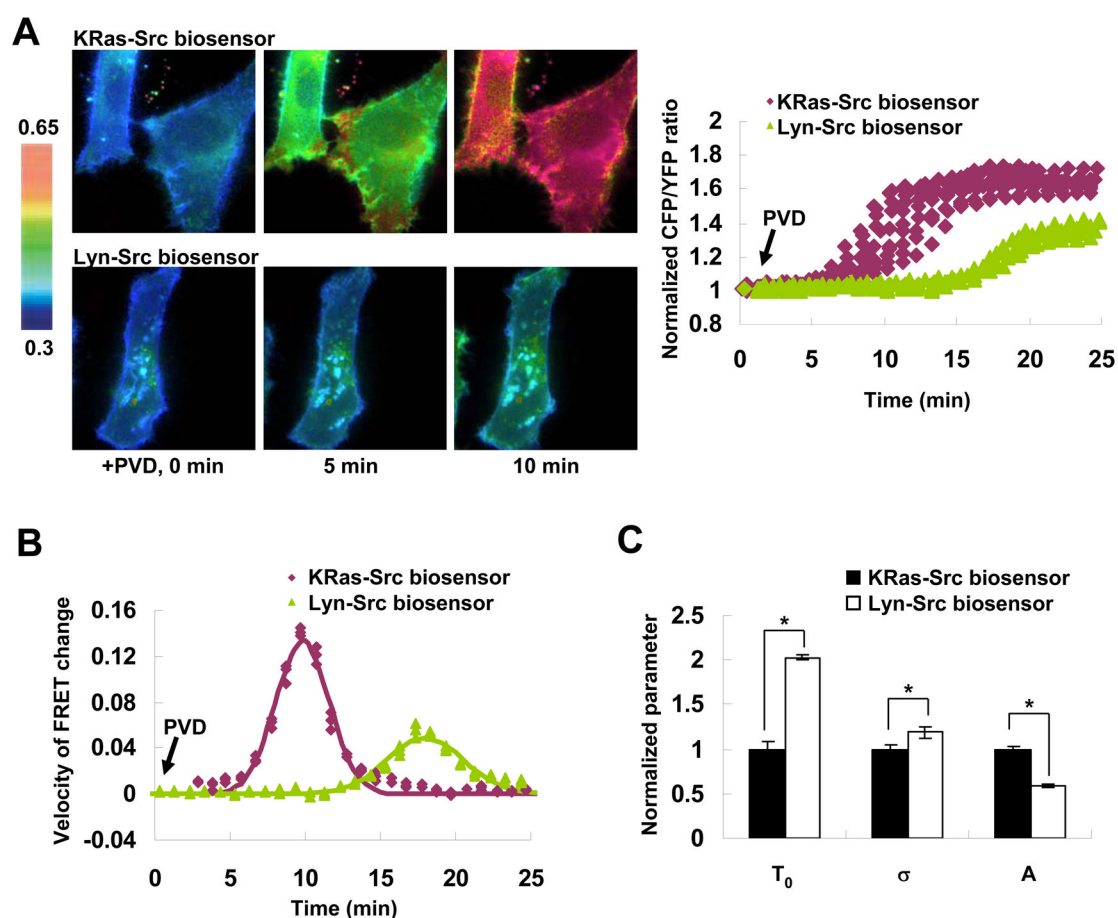 A
KRas-Src biosensor
0.65
0.3
Lyn-Src biosensor
+PVD, 0 min
5 min
10 min
KRas-Src biosensor
Lyn-Src biosensor
Normalized CFP/YFP ratio
2
1.8
1.6
1.4
1.2
1
0.8
PVD
0 5 10 15 20 25
Time (min)
B
KRas-Src biosensor
Lyn-Src biosensor
Velocity of FRET change
0.16
0.12
0.08
0.04
0
-0.04
PVD
0 5 10 15 20 25
Time (min)
C
KRas-Src biosensor
Lyn-Src biosensor
Normalized parameter
2.5
2
1.5
1
0.5
0
*
*
*
T0 σ A